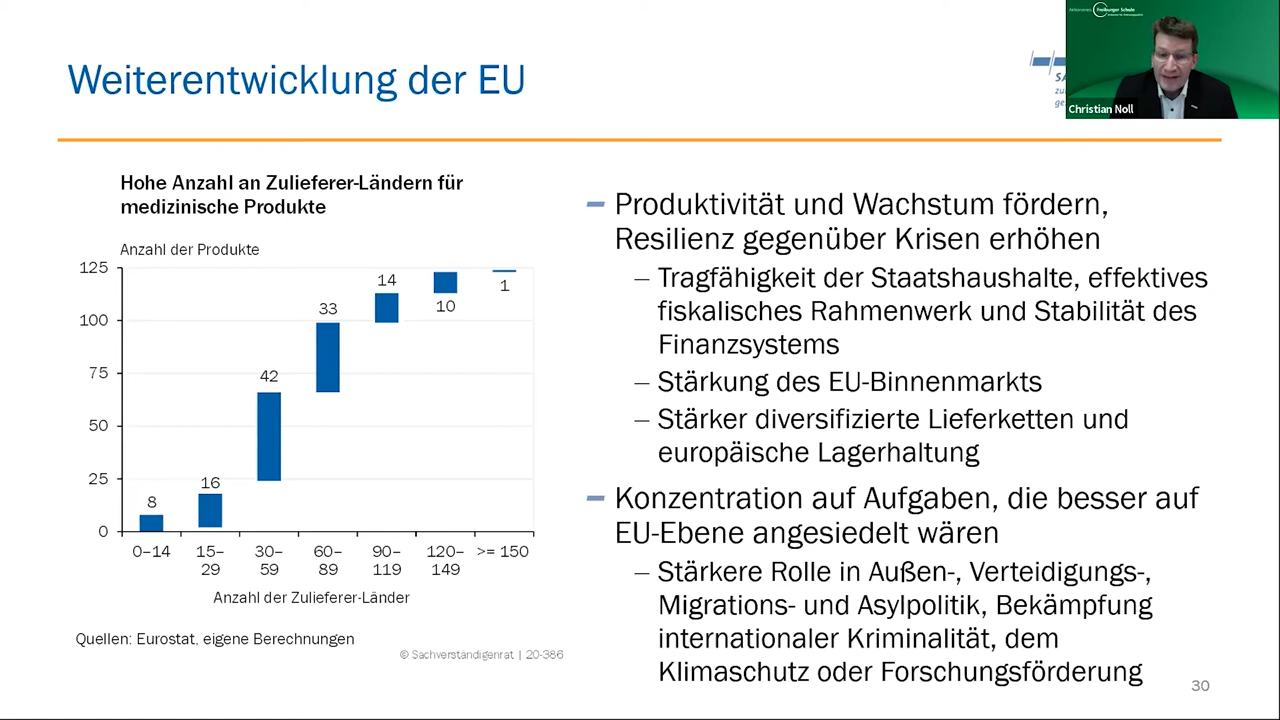 Weiterentwicklung der EU
Freiburger Schule
Christian Noll
Hohe Anzahl an Zulieferer-Ländern für
medizinische Produkte
Anzahl der Produkte
125
100
75
50
25
0
8
16
42
33
14
10
1
0–14
15–
29
30–
59
60–
89
90–
119
120–
149
>= 150
Anzahl der Zulieferer-Länder
Quellen: Eurostat, eigene Berechnungen
© Sachverständigenrat | 20-386
Produktivität und Wachstum fördern,
Resilienz gegenüber Krisen erhöhen
– Tragfähigkeit der Staatshaushalte, effektives
fiskalisches Rahmenwerk und Stabilität des
Finanzsystems
– Stärkung des EU-Binnenmarkts
– Stärker diversifizierte Lieferketten und
europäische Lagerhaltung
Konzentration auf Aufgaben, die besser auf
EU-Ebene angesiedelt wären
– Stärkere Rolle in Außen-, Verteidigungs-,
Migrations- und Asylpolitik, Bekämpfung
internationaler Kriminalität, dem
Klimaschutz oder Forschungsförderung
30